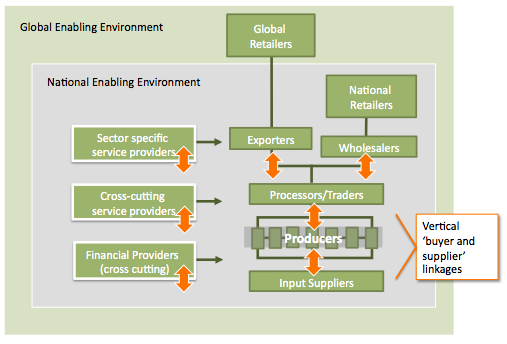 Global Enabling Environment
Global
Retailers
National Enabling Environment
National
Retailers
Sector specific
service providers
Exporters
Wholesalers
Cross-cutting
service providers
Processors/Traders
Producers
Vertical
‘buyer and
supplier’
linkages
Financial Providers
(cross cutting)
Input Suppliers